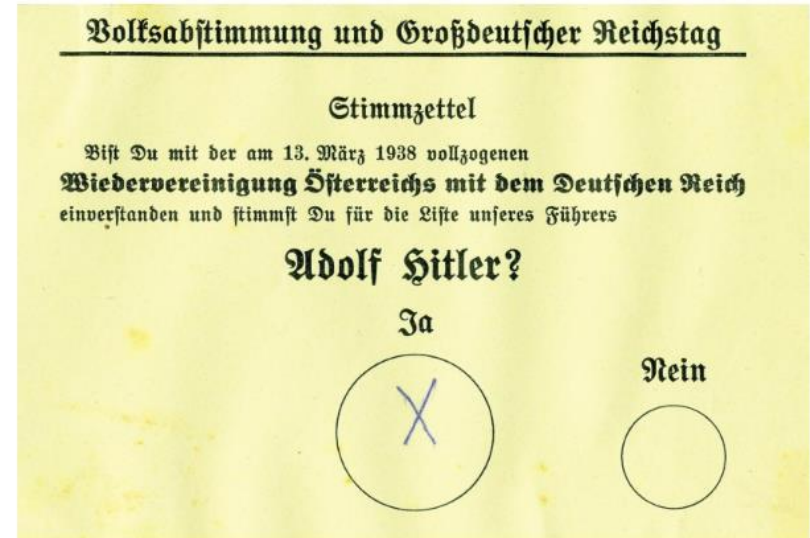 Volksabstimmung und Großdeutscher Reichstag
Stimmzettel
Bist Du mit der am 13. März 1938 vollzogenen
Wiedervereinigung Österreichs mit dem Deutschen Reich
einverstanden und stimmst Du für die Liste unseres Führers
Adolf Hitler?
Ja
Nein
X